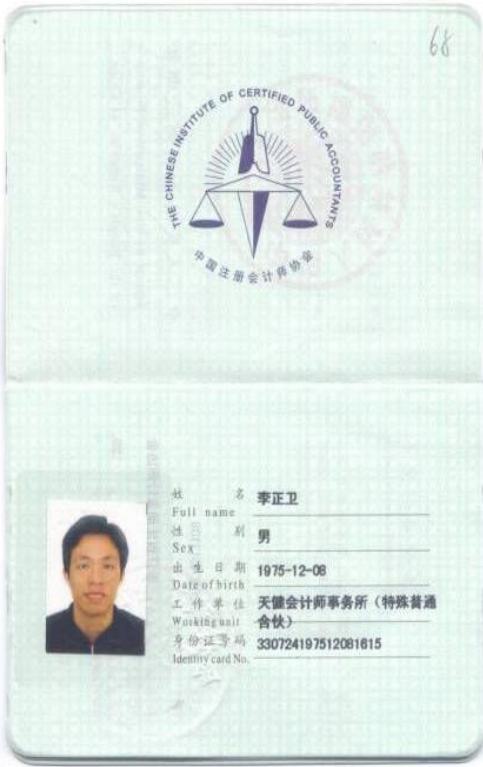 68
THE CHINESE INSTITUTE OF CERTIFIED PUBLIC ACCOUNTANTS
中国注册会计师协会
姓 名 李正卫
Full name
性 别 男
Sex
出生日期 1975-12-08
Date of birth
工作单位 天健会计师事务所（特殊普通
Working unit 合伙）
身份证号码 330724197512081615
Identity card No.